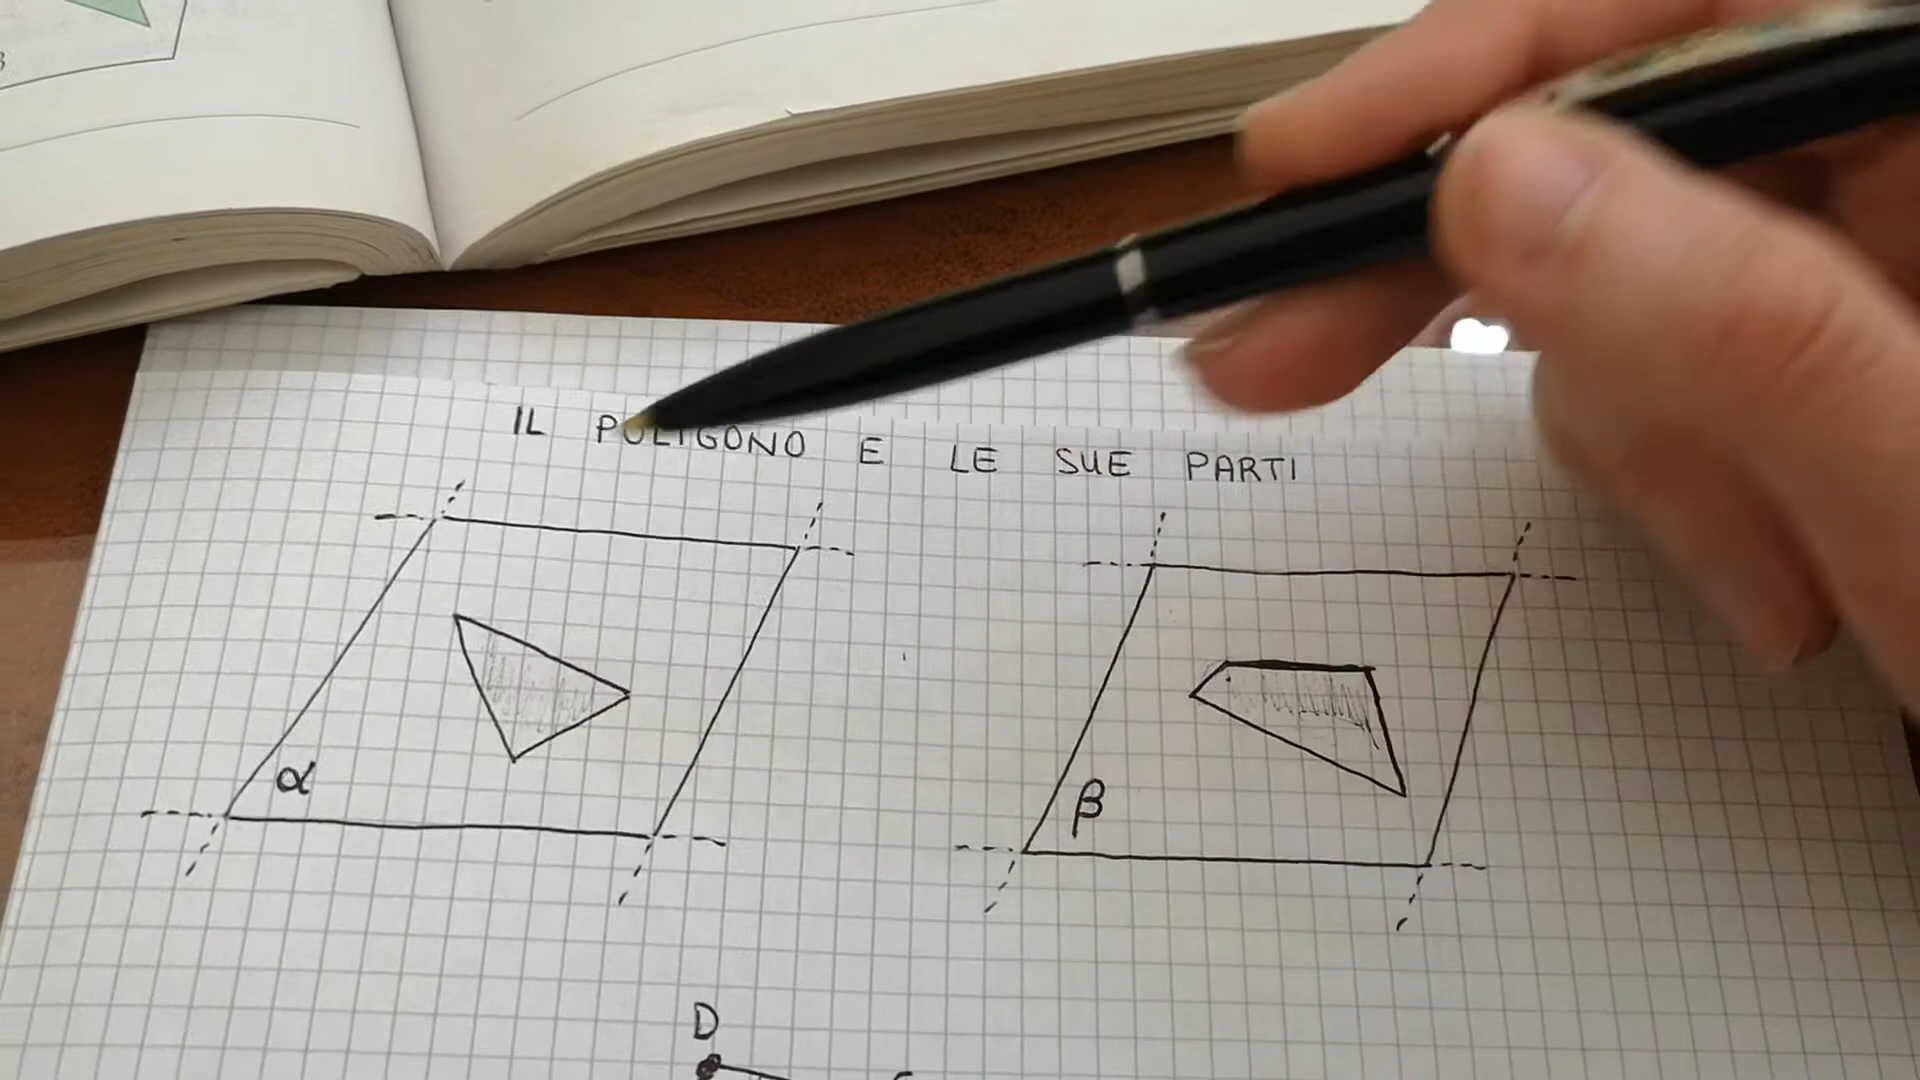 IL POLIGONO E LE SUE PARTI
α
β
D